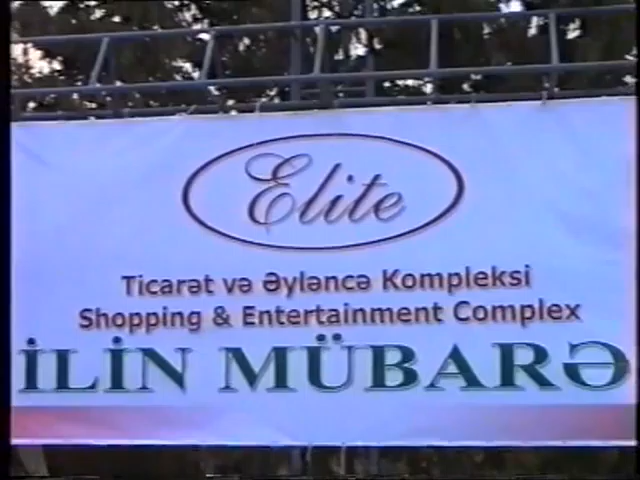 Elite
Ticarət və Əyləncə Kompleksi
Shopping & Entertainment Complex
İLİN MÜBARƏ